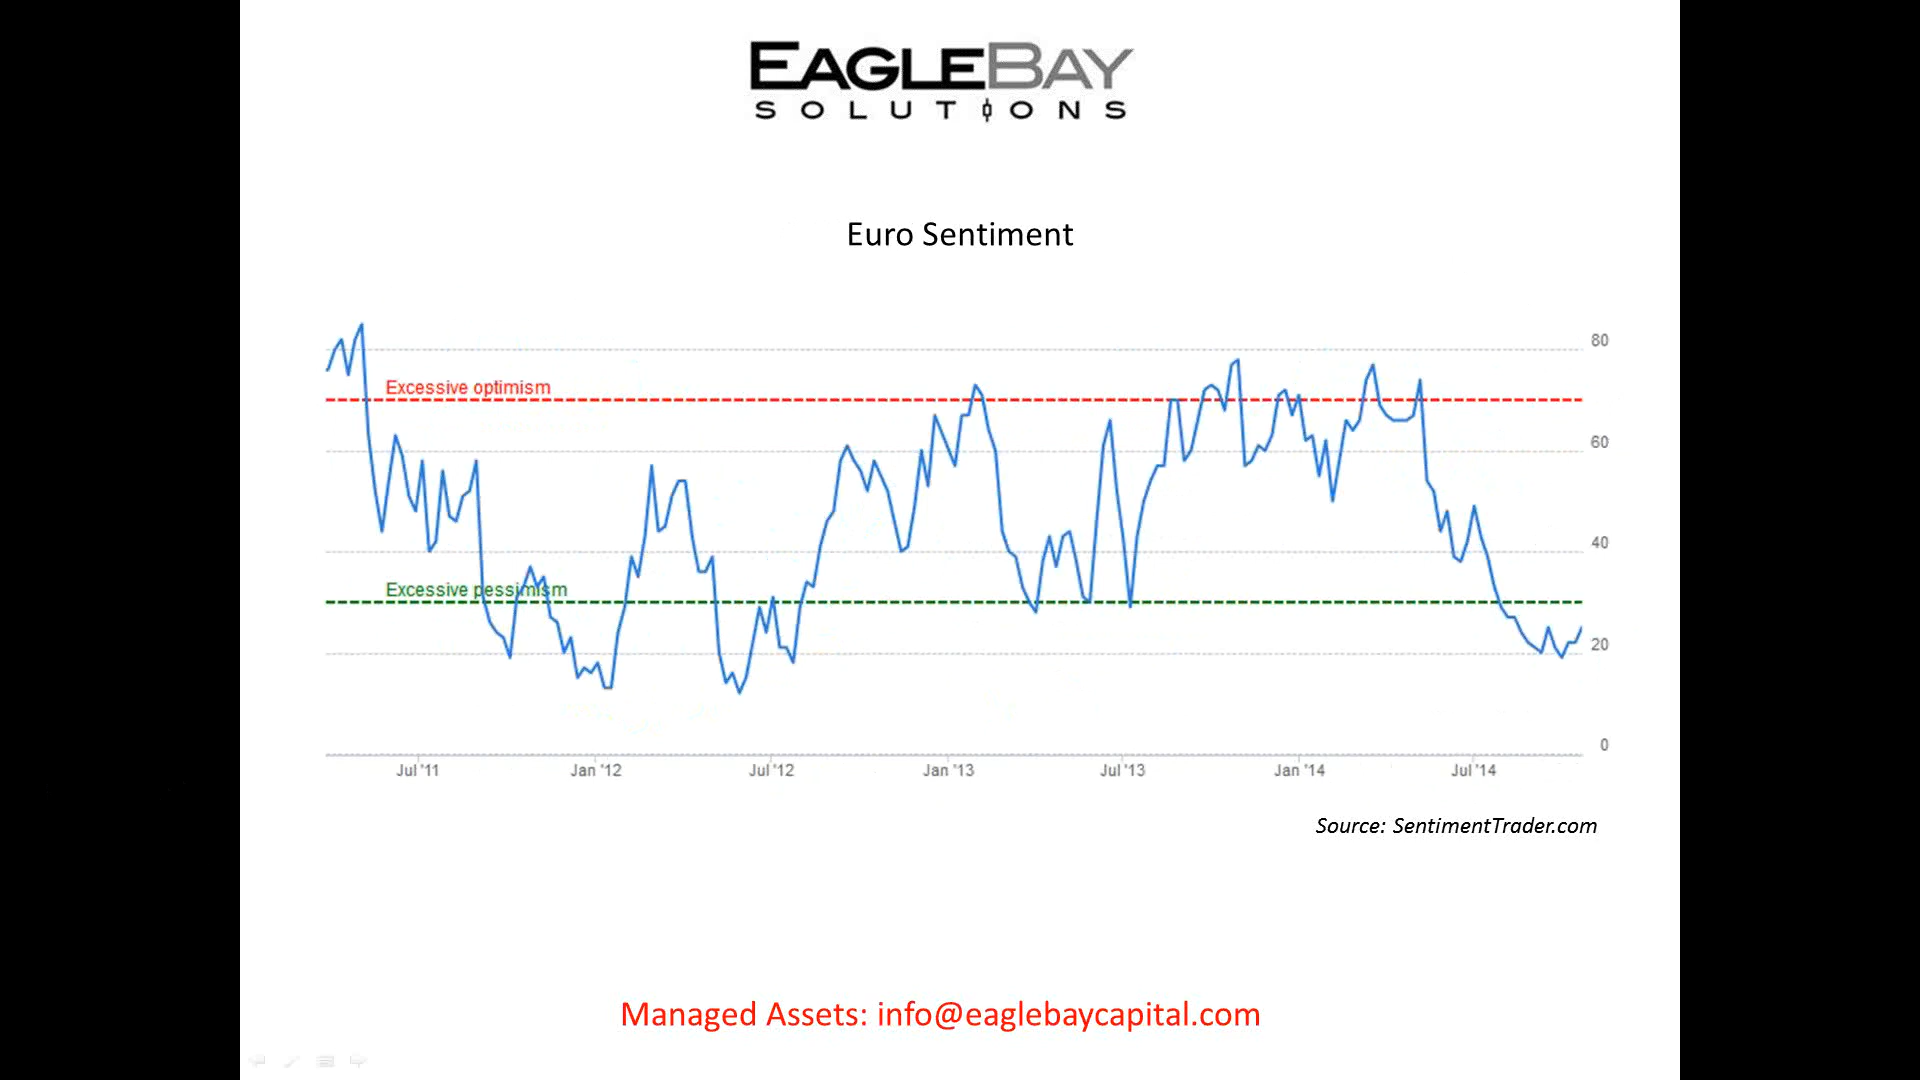 EAGLEBAY
SOLUTIONS
Euro Sentiment
80
Excessive optimism
60
40
Excessive pessimism
20
0
Jul '11 Jan '12 Jul '12 Jan '13 Jul '13 Jan '14 Jul '14
Source: SentimentTrader.com
Managed Assets: info@eaglebaycapital.com